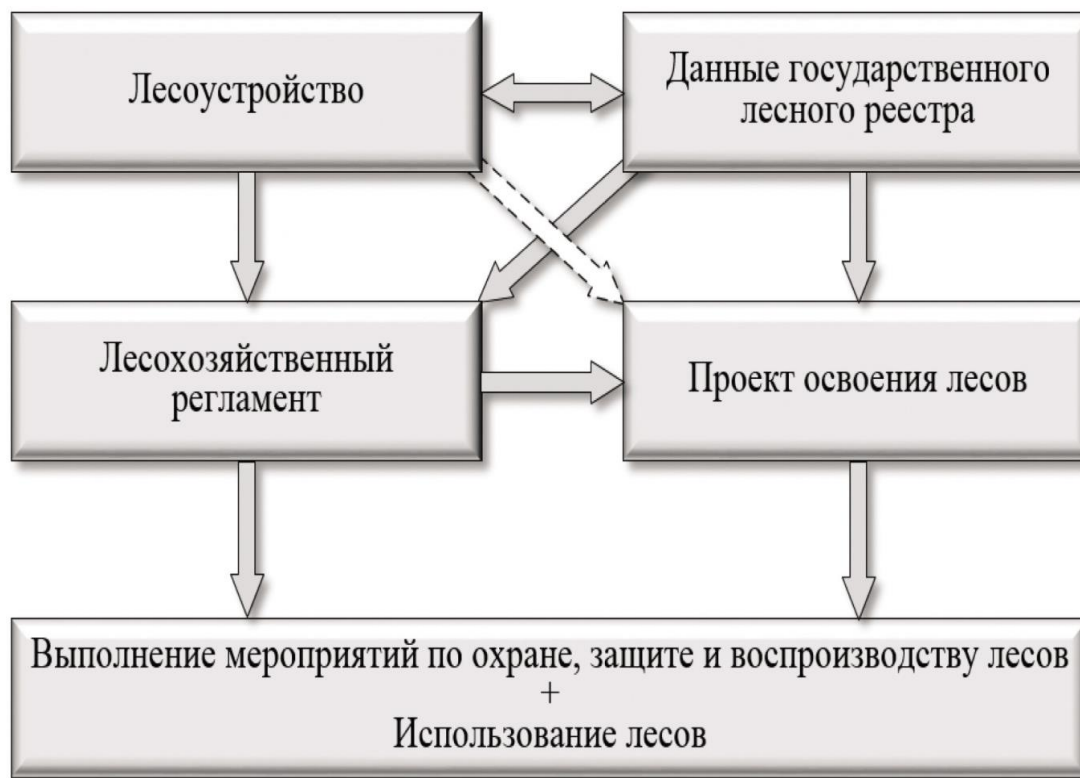 Лесоустройство
Данные государственного
лесного реестра
Лесохозяйственный
регламент
Проект освоения лесов
Выполнение мероприятий по охране, защите и воспроизводству лесов
+
Использование лесов